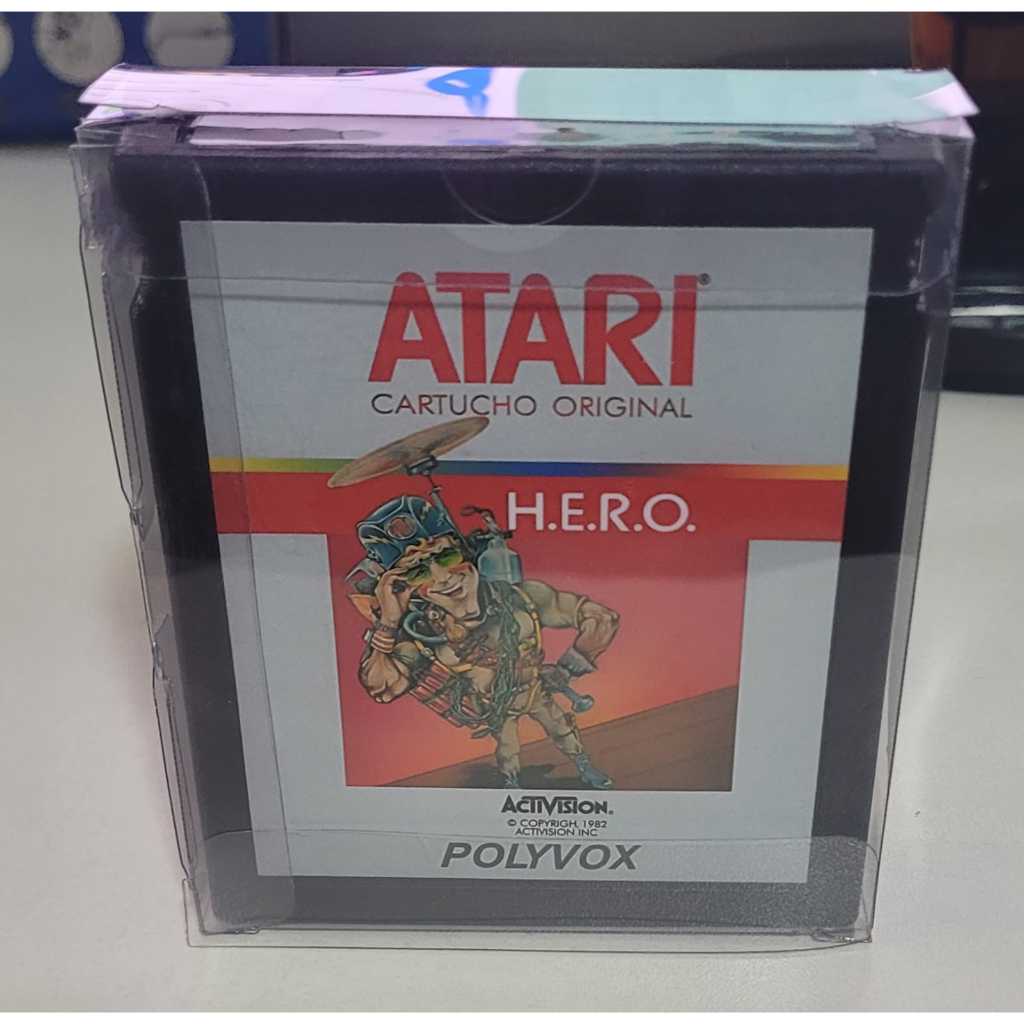 ATARI®
CARTUCHO ORIGINAL
H.E.R.O.
ACTIVISION®
© COPYRIGH, 1982
ACTIVISION INC
POLYVOX